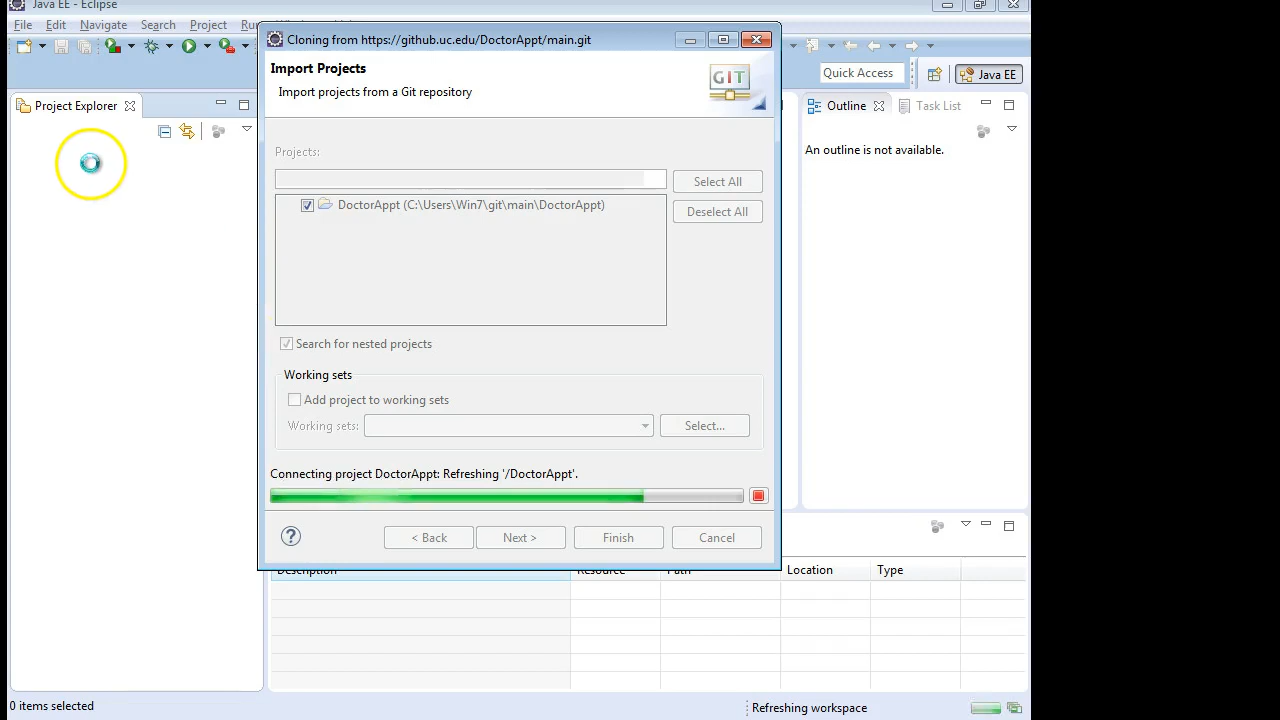 Java EE - Eclipse
File Edit Navigate Search Project
Cloning from https://github.uc.edu/DoctorAppt/main.git
Import Projects
Import projects from a Git repository
GIT
Quick Access
Java EE
Project Explorer
Outline Task List
An outline is not available.
Projects:
Select All
DoctorAppt (C:\Users\Win7\git\main\DoctorAppt)
Deselect All
Search for nested projects
Working sets
Add project to working sets
Working sets:
Select...
Connecting project DoctorAppt: Refreshing '/DoctorAppt'.
?
< Back Next > Finish Cancel
Description Resource Path Location Type
0 items selected
Refreshing workspace